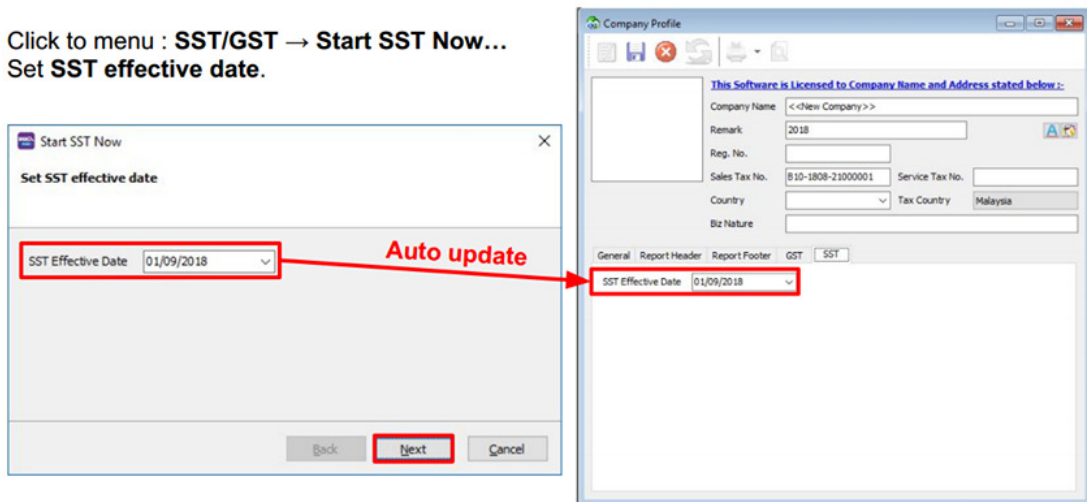 Click to menu : SST/GST → Start SST Now…
Set SST effective date.
Start SST Now
Set SST effective date
SST Effective Date 01/09/2018
Back Next Cancel
Auto update
Company Profile
This Software is Licensed to Company Name and Address stated below :-
Company Name <<New Company>>
Remark 2018
Reg. No.
Sales Tax No. B10-1808-21000001 Service Tax No.
Country Tax Country Malaysia
Biz Nature
General Report Header Report Footer GST SST
SST Effective Date 01/09/2018